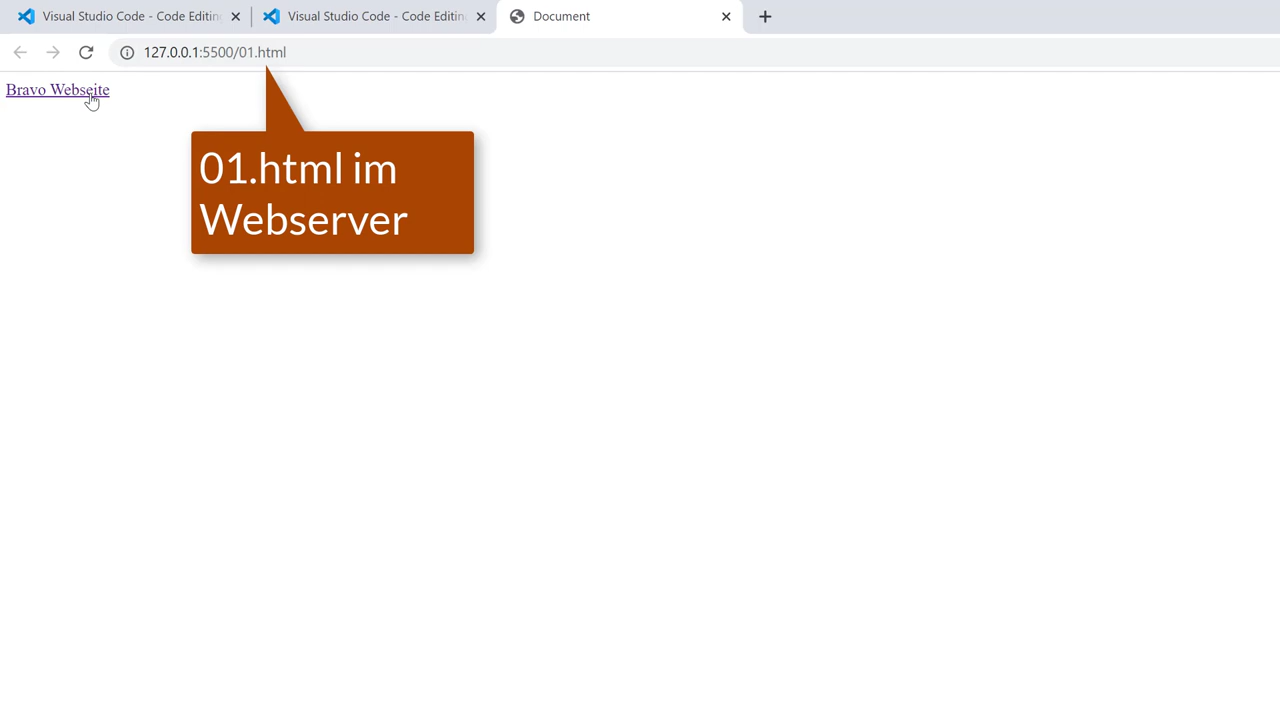 Visual Studio Code - Code Editin
Visual Studio Code - Code Editin
Document
127.0.0.1:5500/01.html
Bravo Webseite
01.html im
Webserver